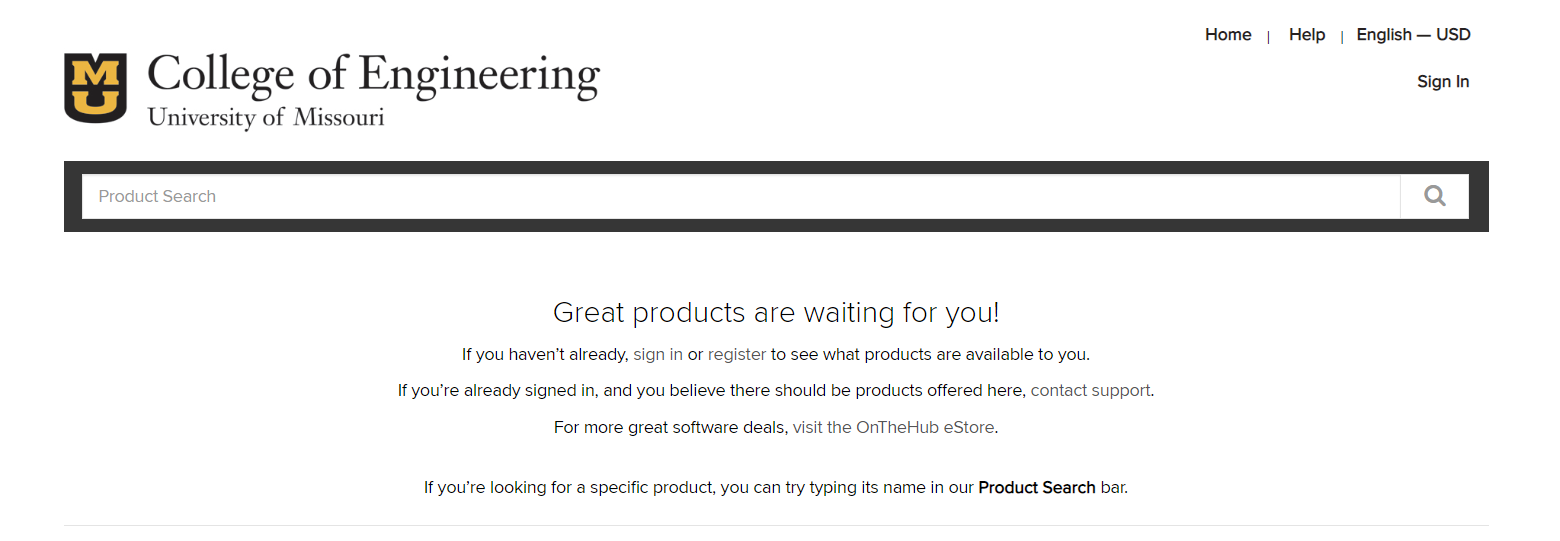 Home | Help | English — USD
MU
College of Engineering
University of Missouri
Sign In
Product Search
Great products are waiting for you!
If you haven’t already, sign in or register to see what products are available to you.
If you’re already signed in, and you believe there should be products offered here, contact support.
For more great software deals, visit the OnTheHub eStore.
If you’re looking for a specific product, you can try typing its name in our Product Search bar.